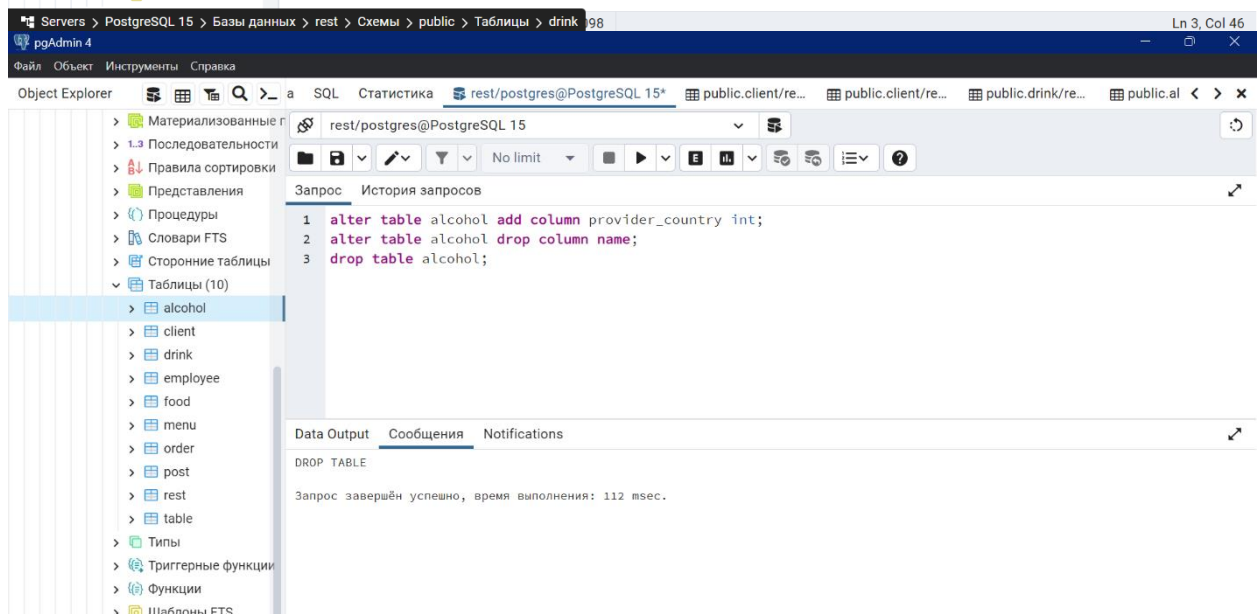 Servers > PostgreSQL 15 > Базы данных > rest > Схемы > public > Таблицы > drink 98 Ln 3, Col 46
pgAdmin 4
Файл Объект Инструменты Справка
Object Explorer a SQL Статистика rest/postgres@PostgreSQL 15* public.client/re... public.client/re... public.drink/re... public.al
Материализованные
rest/postgres@PostgreSQL 15
1..3 Последовательности
Правила сортировки
No limit
Представления
Запрос История запросов
Процедуры
Словари FTS
Сторонние таблицы
Таблицы (10)
alcohol
client
drink
employee
food
menu
order
post
rest
table
Типы
Триггерные функции
Функции
Шаблоны FTS
1 alter table alcohol add column provider_country int;
2 alter table alcohol drop column name;
3 drop table alcohol;
Data Output Сообщения Notifications
DROP TABLE
Запрос завершён успешно, время выполнения: 112 msec.